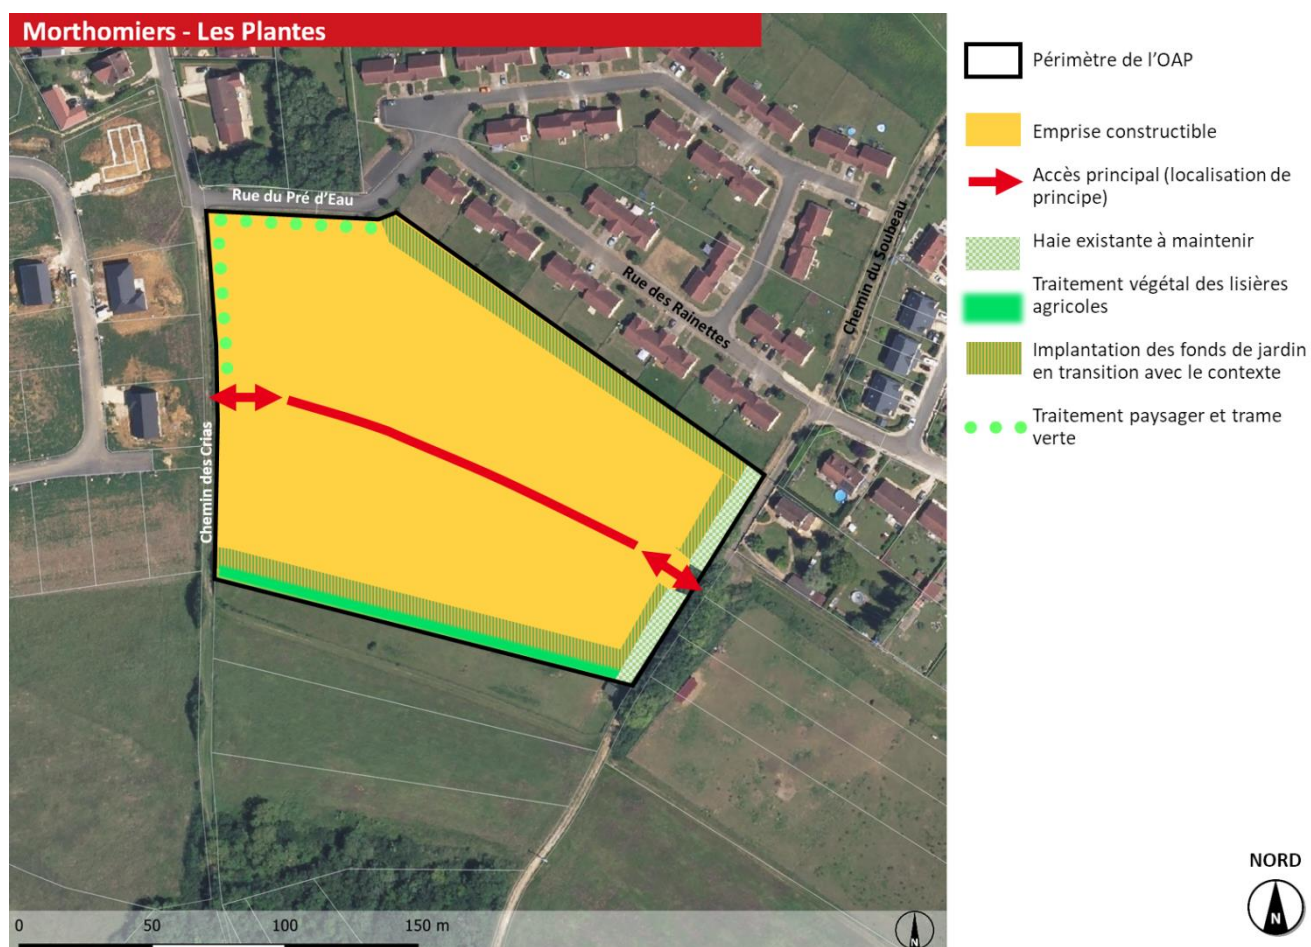 Morthomiers - Les Plantes
Rue du Pré d’Eau
Rue des Rainettes
Chemin du Soubeau
Chemin des Crias
0 50 100 150 m
N
Périmètre de l’OAP
Emprise constructible
Accès principal (localisation de
principe)
Haie existante à maintenir
Traitement végétal des lisières
agricoles
Implantation des fonds de jardin
en transition avec le contexte
Traitement paysager et trame
verte
NORD
N